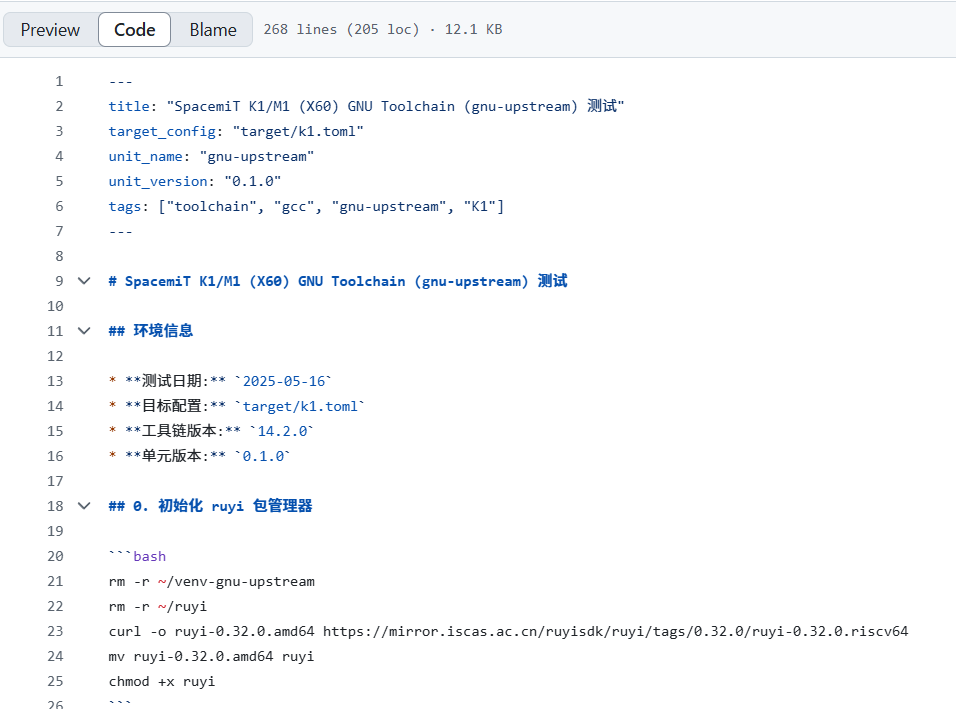 Preview Code Blame 268 lines (205 loc) · 12.1 KB
1 ---
2 title: "SpacemiT K1/M1 (X60) GNU Toolchain (gnu-upstream) 测试"
3 target_config: "target/k1.toml"
4 unit_name: "gnu-upstream"
5 unit_version: "0.1.0"
6 tags: ["toolchain", "gcc", "gnu-upstream", "K1"]
7 ---
8
9 # SpacemiT K1/M1 (X60) GNU Toolchain (gnu-upstream) 测试
10
11 ## 环境信息
12
13 * **测试日期:** `2025-05-16`
14 * **目标配置:** `target/k1.toml`
15 * **工具链版本:** `14.2.0`
16 * **单元版本:** `0.1.0`
17
18 ## 0. 初始化 ruyi 包管理器
19
20 ```bash
21 rm -r ~/venv-gnu-upstream
22 rm -r ~/ruyi
23 curl -o ruyi-0.32.0.amd64 https://mirror.iscas.ac.cn/ruyisdk/ruyi/tags/0.32.0/ruyi-0.32.0.riscv64
24 mv ruyi-0.32.0.amd64 ruyi
25 chmod +x ruyi
26 ```